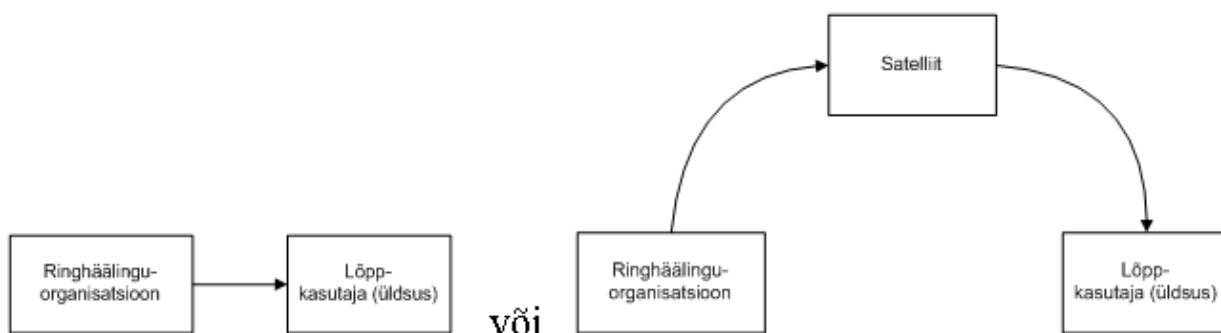 Satelliit
Ringhäälingu-
organisatsioon
Lõpp-
kasutaja (üldsus)
või
Ringhäälingu-
organisatsioon
Lõpp-
kasutaja (üldsus)